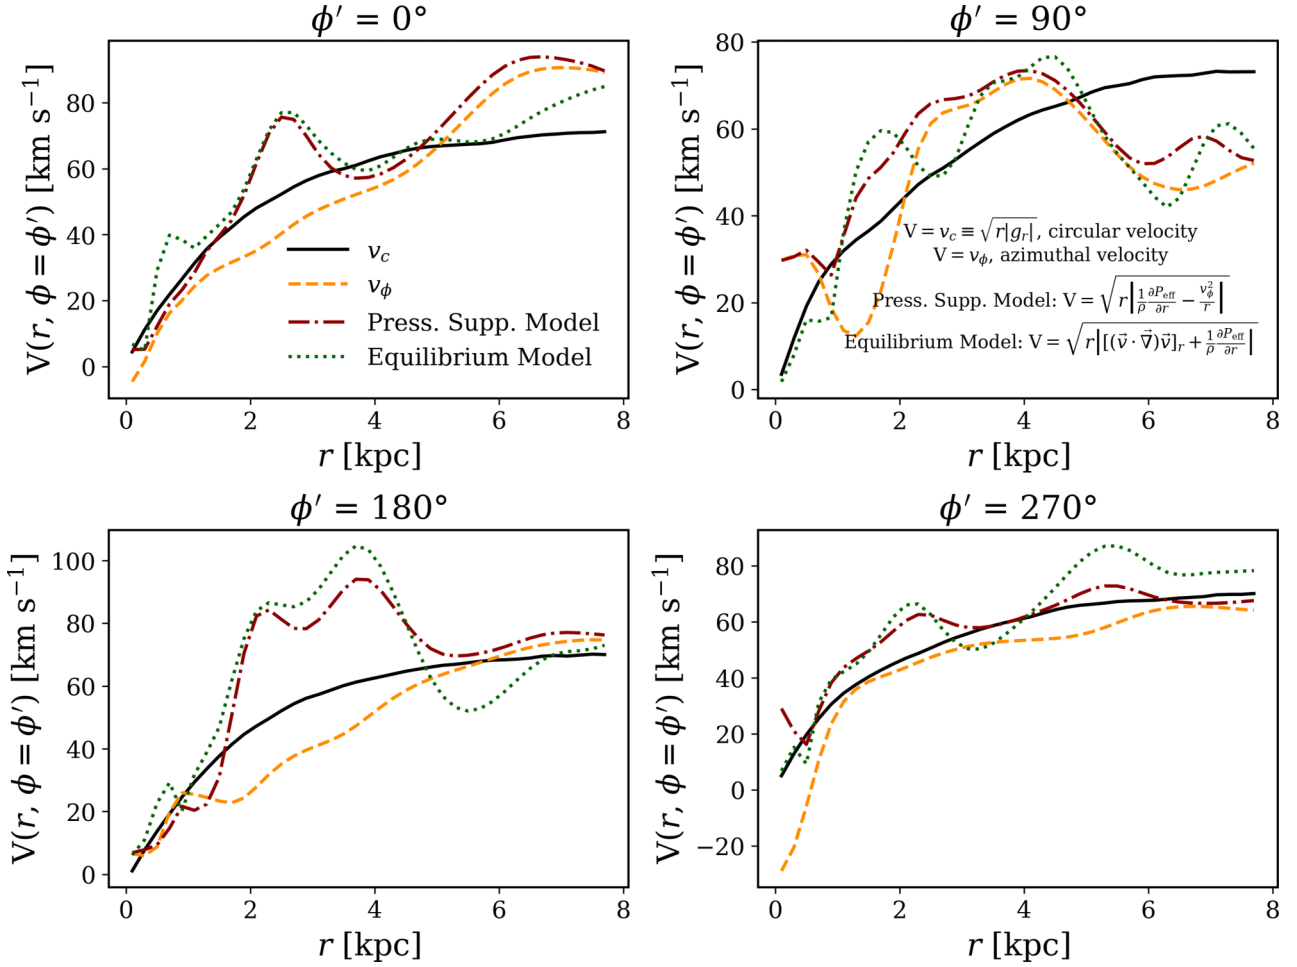 ϕ′ = 0°
V(r, ϕ = ϕ′) [km s⁻¹]
80
60
40
20
0
v_c
v_ϕ
Press. Supp. Model
Equilibrium Model
0 2 4 6 8
r [kpc]
ϕ′ = 90°
V(r, ϕ = ϕ′) [km s⁻¹]
80
60
40
20
0
V = v_c ≡ √(r|g_r|), circular velocity
V = v_ϕ, azimuthal velocity
Press. Supp. Model: V = √(r|1/ρ ∂P_eff/∂r − v_ϕ²/r|)
Equilibrium Model: V = √(r|[(v⃗ · ∇⃗)v⃗]_r + 1/ρ ∂P_eff/∂r|)
0 2 4 6 8
r [kpc]
ϕ′ = 180°
V(r, ϕ = ϕ′) [km s⁻¹]
100
80
60
40
20
0
0 2 4 6 8
r [kpc]
ϕ′ = 270°
V(r, ϕ = ϕ′) [km s⁻¹]
80
60
40
20
0
−20
0 2 4 6 8
r [kpc]